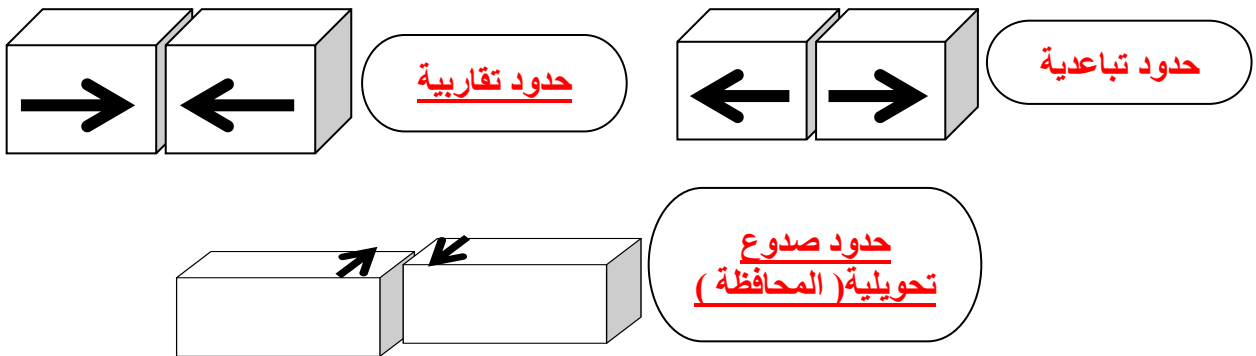 حدود تباعدية
حدود تقاربية
حدود صدوع
تحويلية( المحافظة )